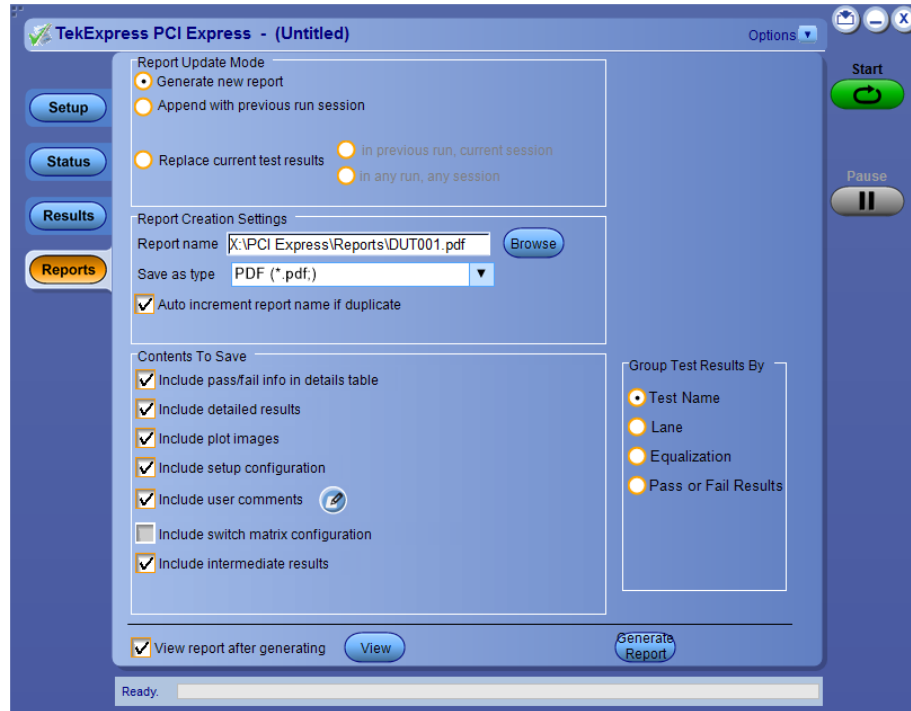 TekExpress PCI Express - (Untitled)
Options
Start
Pause
Setup
Status
Results
Reports
Report Update Mode
Generate new report
Append with previous run session
Replace current test results
in previous run, current session
in any run, any session
Report Creation Settings
Report name X:\PCI Express\Reports\DUT001.pdf Browse
Save as type PDF (*.pdf;)
Auto increment report name if duplicate
Contents To Save
Include pass/fail info in details table
Include detailed results
Include plot images
Include setup configuration
Include user comments
Include switch matrix configuration
Include intermediate results
Group Test Results By
Test Name
Lane
Equalization
Pass or Fail Results
View report after generating View
Generate
Report
Ready.